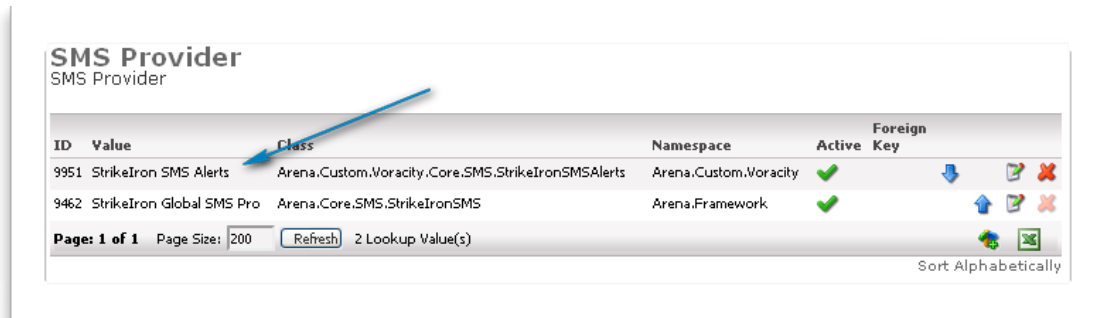 SMS Provider
SMS Provider
Foreign
ID Value Class Namespace Active Key
9951 StrikeIron SMS Alerts Arena.Custom.Voracity.Core.SMS.StrikeIronSMSAlerts Arena.Custom.Voracity
9462 StrikeIron Global SMS Pro Arena.Core.SMS.StrikeIronSMS Arena.Framework
Page: 1 of 1 Page Size: 200 Refresh 2 Lookup Value(s)
Sort Alphabetically